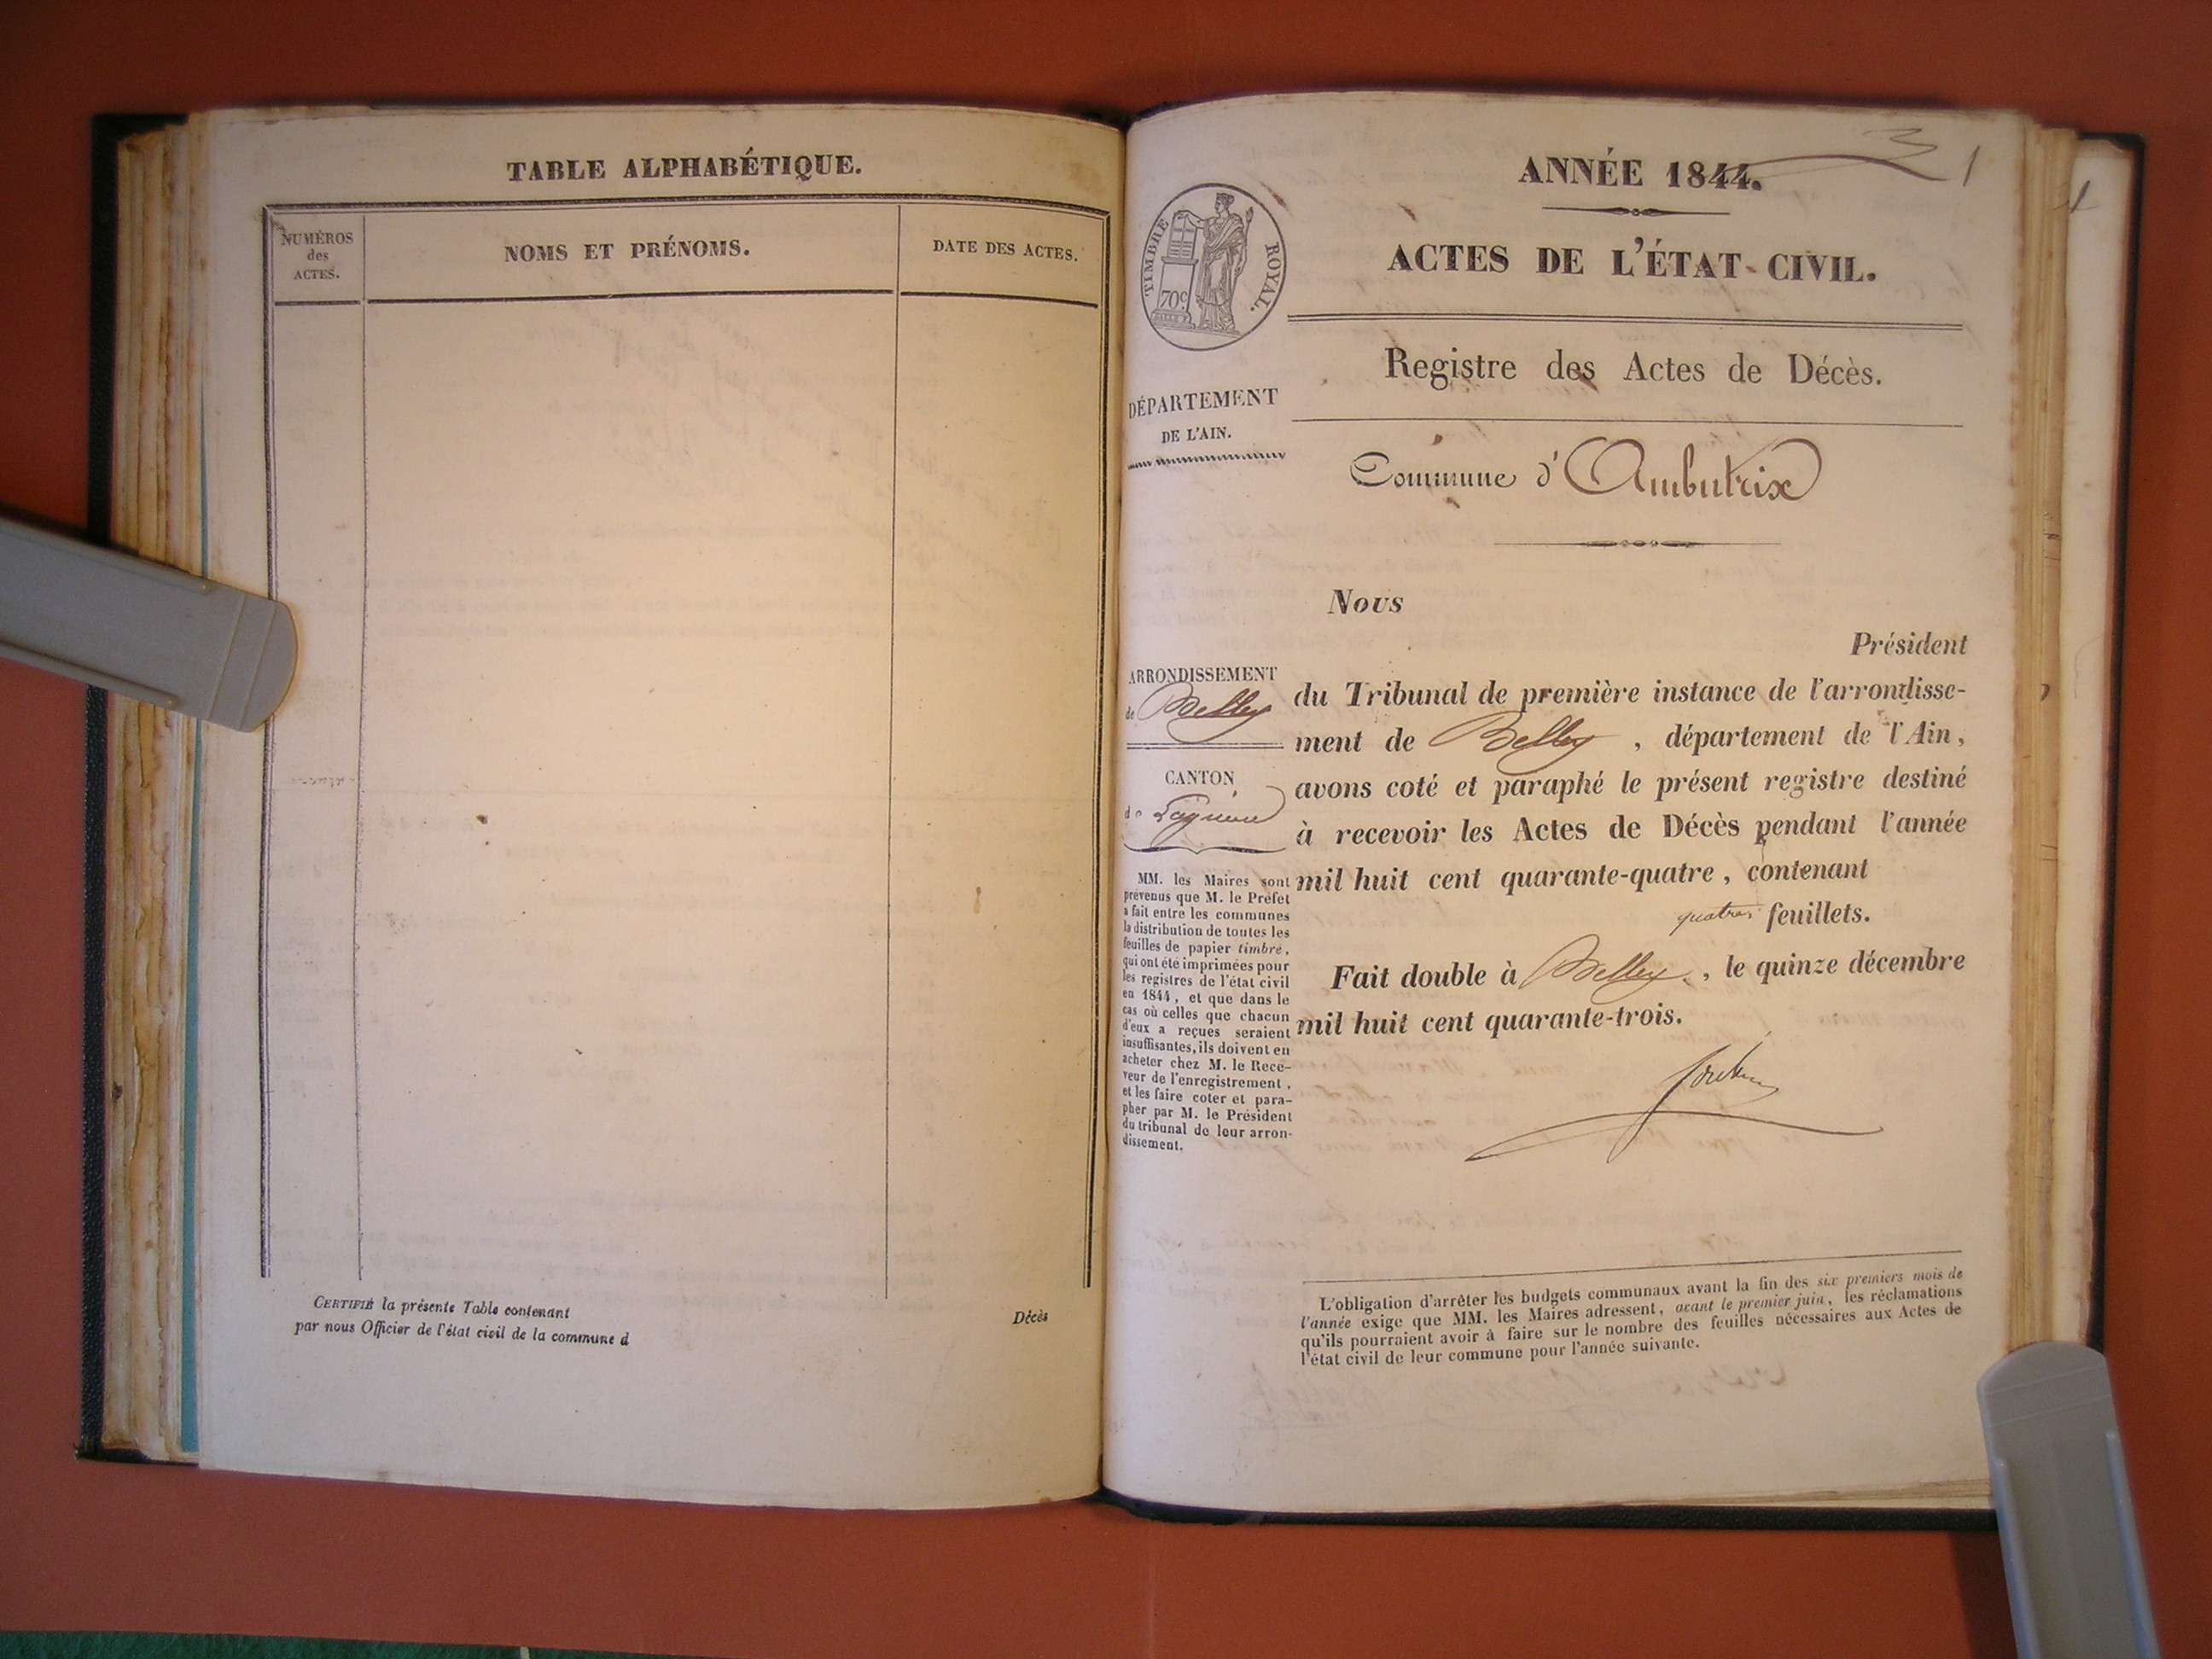 TABLE ALPHABÉTIQUE.
NUMÉROS
des
ACTES.
NOMS ET PRÉNOMS.
DATE DES ACTES.
CERTIFIÉ la présente Table contenant
Décès
par nous Officier de l'état civil de la commune d
3 1
ANNÉE 1844.
TIMBRE ROYAL.
70c
ACTES DE L'ÉTAT-CIVIL.
Registre des Actes de Décès.
DÉPARTEMENT
DE L'AIN.
Commune d' Ambutrix
Nous
Président
ARRONDISSEMENT
de Belley
CANTON
de Lagnieu
MM. les Maires sont
prévenus que M. le Préfet
a fait entre les communes
la distribution de toutes les
feuilles de papier timbré,
qui ont été imprimées pour
les registres de l'état civil
en 1844, et que dans le
cas où celles que chacun
d'eux a reçues seraient
insuffisantes, ils doivent en
acheter chez M. le Rece-
veur de l'enregistrement,
et les faire coter et para-
pher par M. le Président
du tribunal de leur arron-
dissement.
du Tribunal de première instance de l'arrondisse-
ment de Belley, département de l'Ain,
avons coté et paraphé le présent registre destiné
à recevoir les Actes de Décès pendant l'année
mil huit cent quarante-quatre, contenant
quatre feuillets.
Fait double à Belley, le quinze décembre
mil huit cent quarante-trois.
L'obligation d'arrêter les budgets communaux avant la fin des six premiers mois de
l'année exige que MM. les Maires adressent, avant le premier juin, les réclamations
qu'ils pourraient avoir à faire sur le nombre des feuilles nécessaires aux Actes de
l'état civil de leur commune pour l'année suivante.